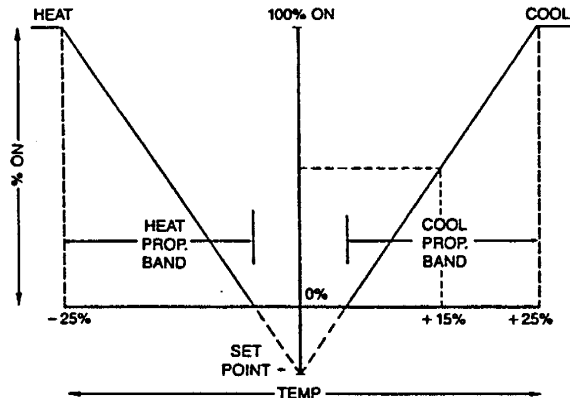 HEAT
100% ON
COOL
% ON
HEAT
PROP.
BAND
COOL
PROP.
BAND
0%
-25%
+15%
+25%
SET
POINT
TEMP